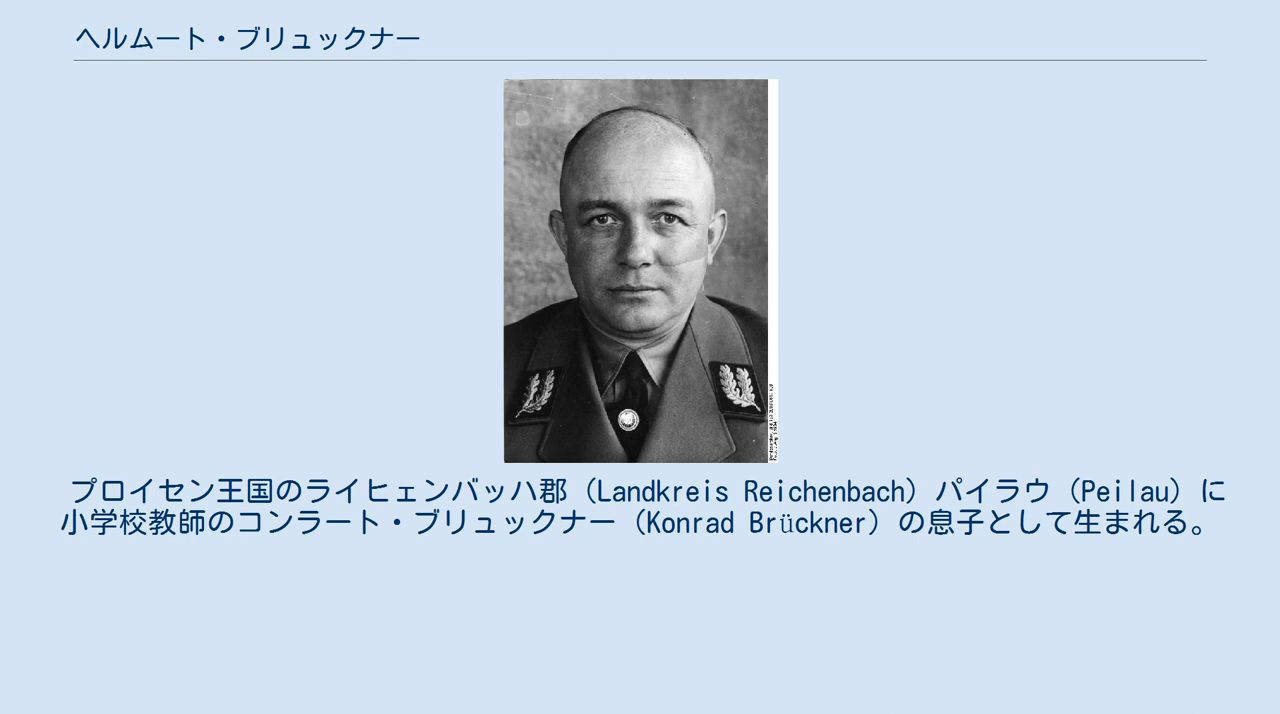 ヘルムート・ブリュックナー
プロイセン王国のライヒェンバッハ郡（Landkreis Reichenbach）パイラウ（Peilau）に
小学校教師のコンラート・ブリュックナー（Konrad Brückner）の息子として生まれる。